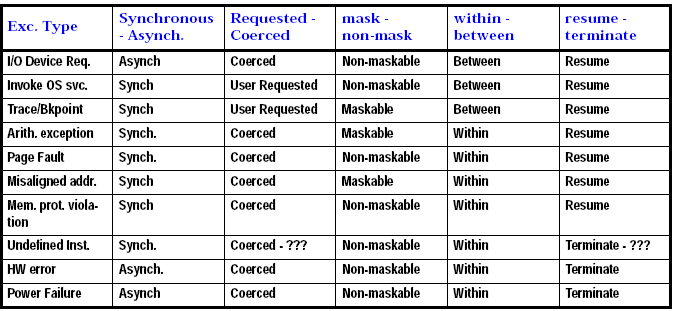 Exc. Type Synchronous - Asynch. Requested - Coerced mask - non-mask within - between resume - terminate
I/O Device Req. Asynch Coerced Non-maskable Between Resume
Invoke OS svc. Synch User Requested Non-maskable Between Resume
Trace/Bkpoint Synch User Requested Maskable Between Resume
Arith. exception Synch. Coerced Maskable Within Resume
Page Fault Synch. Coerced Non-maskable Within Resume
Misaligned addr. Synch Coerced Maskable Within Resume
Mem. prot. viola- Synch Coerced Non-maskable Within Resume
tion
Undefined Inst. Synch. Coerced - ??? Non-maskable Within Terminate - ???
HW error Asynch. Coerced Non-maskable Within Terminate
Power Failure Asynch Coerced Non-maskable Within Terminate